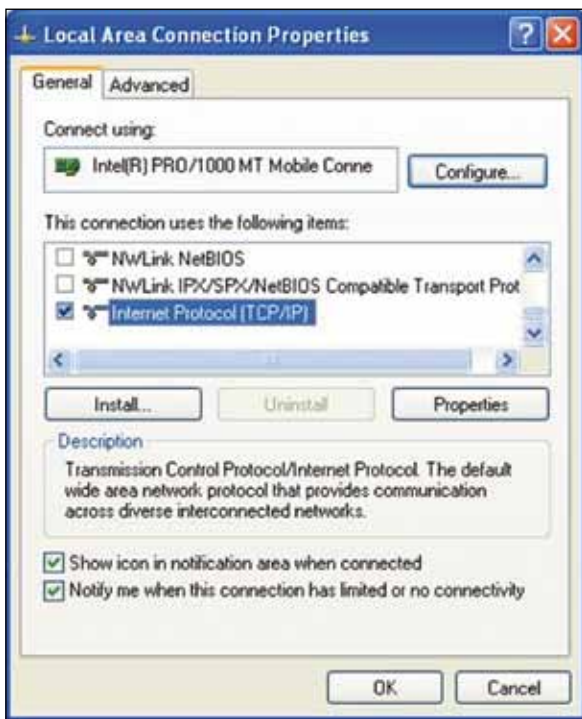 Local Area Connection Properties
General
Advanced
Connect using:
Intel(R) PRO/1000 MT Mobile Conne
Configure...
This connection uses the following items:
NWLink NetBIOS
NWLink IPX/SPX/NetBIOS Compatible Transport Prot
Internet Protocol (TCP/IP)
Install...
Uninstall
Properties
Description
Transmission Control Protocol/Internet Protocol. The default
wide area network protocol that provides communication
across diverse interconnected networks.
Show icon in notification area when connected
Notify me when this connection has limited or no connectivity
OK
Cancel